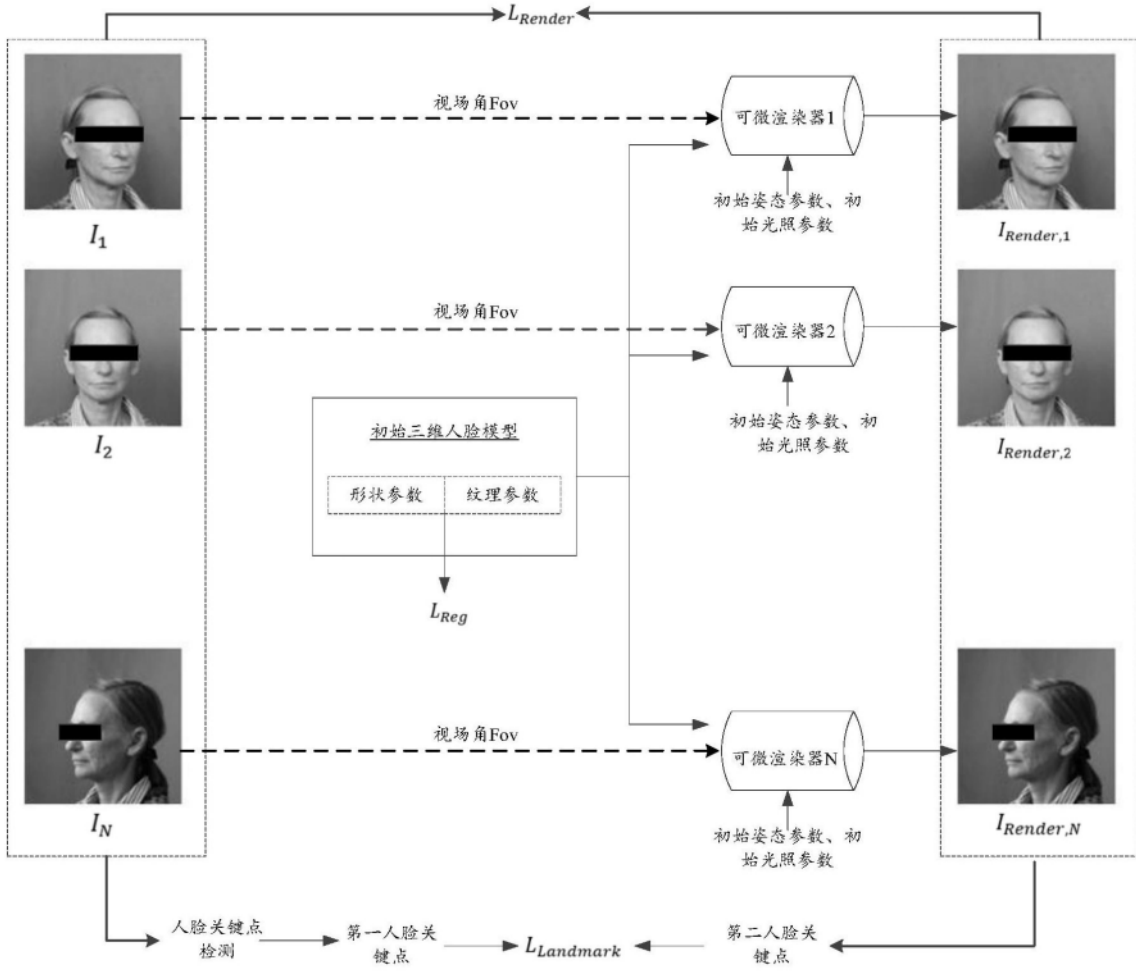 L_Render
视场角Fov
可微渲染器1
初始姿态参数、初
始光照参数
I_1
I_Render,1
视场角Fov
可微渲染器2
初始姿态参数、初
始光照参数
I_2
I_Render,2
初始三维人脸模型
形状参数 纹理参数
L_Reg
视场角Fov
可微渲染器N
初始姿态参数、初
始光照参数
I_N
I_Render,N
人脸关键点
检测
第一人脸关
键点
L_Landmark
第二人脸关
键点